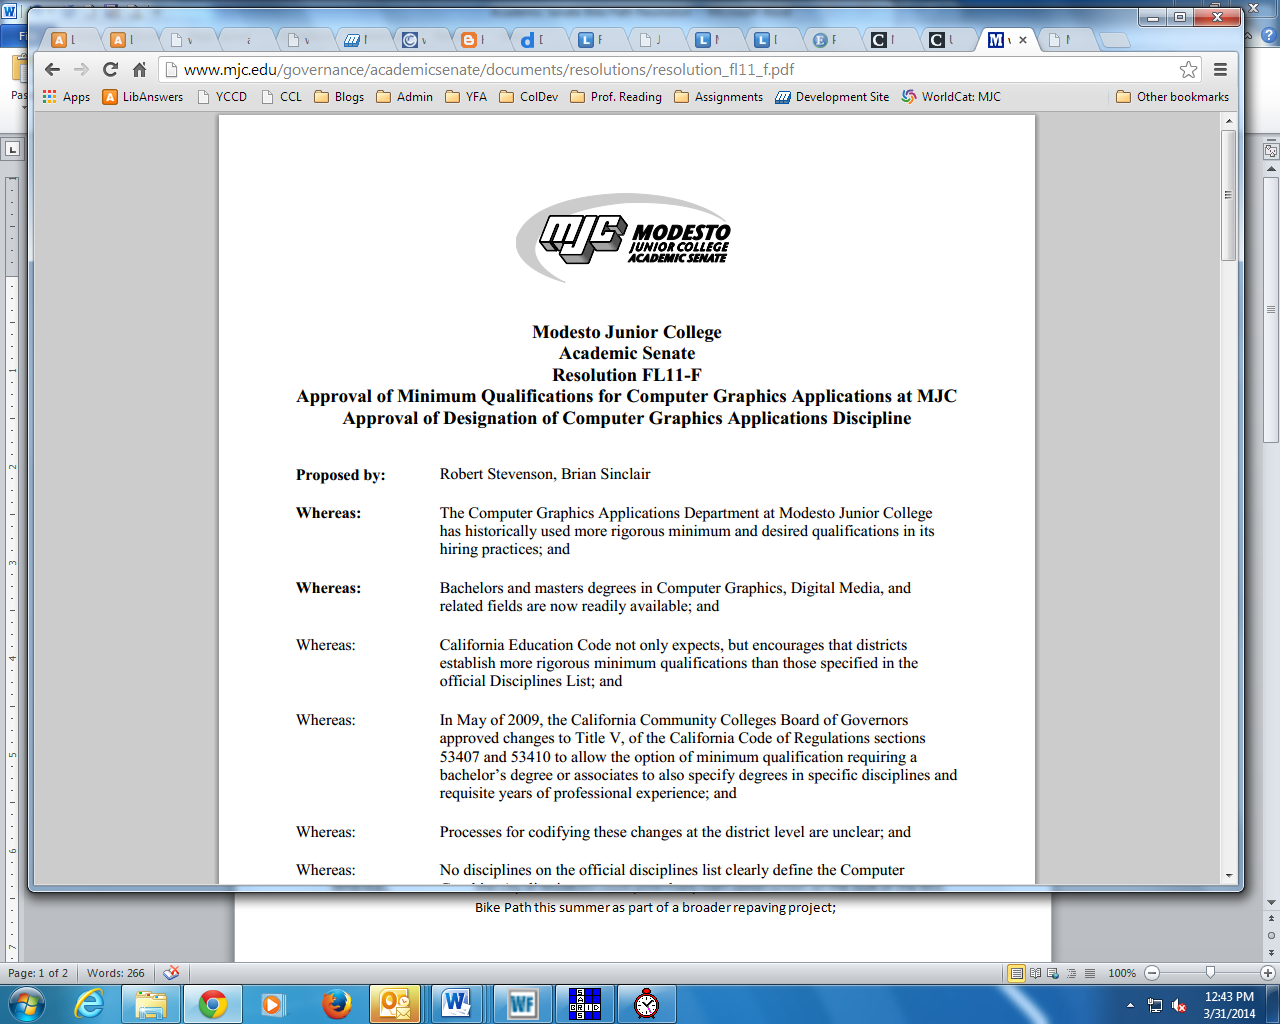 www.mjc.edu/governance/academicsenate/documents/resolutions/resolution_fl11_f.pdf
Apps LibAnswers YCCD CCL Blogs Admin YFA ColDev Prof. Reading Assignments Development Site WorldCat: MJC Other bookmarks
mJC MODESTO
JUNIOR COLLEGE
ACADEMIC SENATE
Modesto Junior College
Academic Senate
Resolution FL11-F
Approval of Minimum Qualifications for Computer Graphics Applications at MJC
Approval of Designation of Computer Graphics Applications Discipline
Proposed by: Robert Stevenson, Brian Sinclair
Whereas: The Computer Graphics Applications Department at Modesto Junior College
has historically used more rigorous minimum and desired qualifications in its
hiring practices; and
Whereas: Bachelors and masters degrees in Computer Graphics, Digital Media, and
related fields are now readily available; and
Whereas: California Education Code not only expects, but encourages that districts
establish more rigorous minimum qualifications than those specified in the
official Disciplines List; and
Whereas: In May of 2009, the California Community Colleges Board of Governors
approved changes to Title V, of the California Code of Regulations sections
53407 and 53410 to allow the option of minimum qualification requiring a
bachelor's degree or associates to also specify degrees in specific disciplines and
requisite years of professional experience; and
Whereas: Processes for codifying these changes at the district level are unclear; and
Whereas: No disciplines on the official disciplines list clearly define the Computer
Bike Path this summer as part of a broader repaving project;
Page: 1 of 2 Words: 266 100%
12:43 PM
3/31/2014